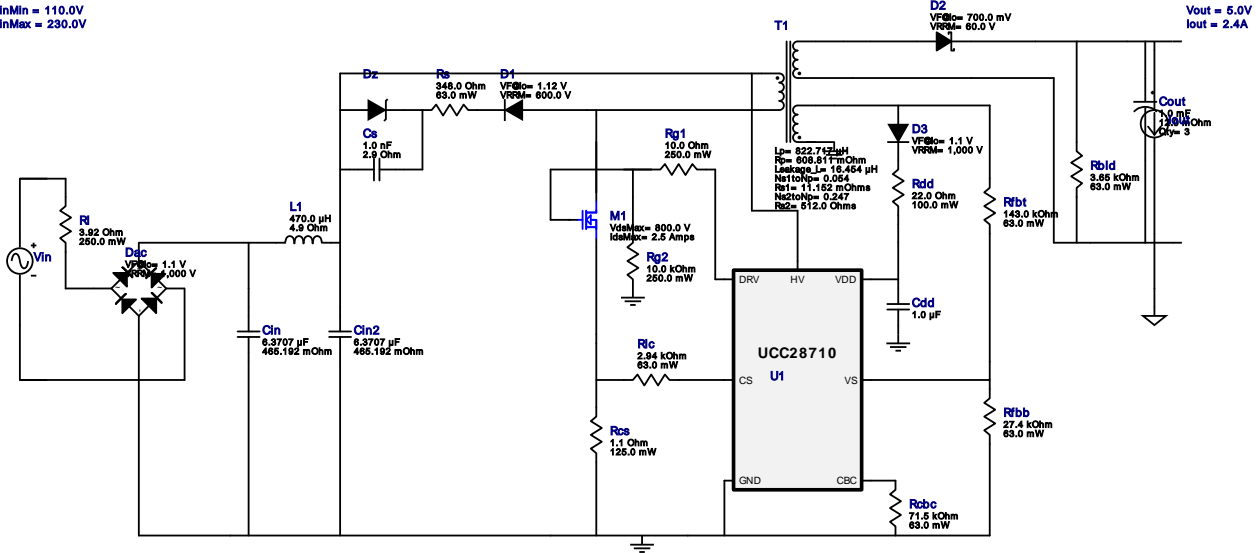 inMin = 110.0V
inMax = 230.0V
D2
VF@Io= 700.0 mV
VRRM= 60.0 V
Vout = 5.0V
Iout = 2.4A
T1
Dz
Rs
348.0 Ohm
63.0 mW
D1
VF@Io= 1.12 V
VRRM= 600.0 V
Cs
1.0 nF
2.9 Ohm
Rg1
10.0 Ohm
250.0 mW
Lp= 822.717 µH
Rp= 608.811 mOhm
Leakage_L= 16.454 µH
Ns1toNp= 0.054
Rs1= 11.152 mOhms
Ns2toNp= 0.247
Rs2= 512.0 Ohms
D3
VF@Io= 1.1 V
VRRM= 1,000 V
Cout
1.0 mF
Qty= 3
Rbld
3.65 kOhm
63.0 mW
Rdd
22.0 Ohm
100.0 mW
Rfbt
143.0 kOhm
63.0 mW
L1
470.0 µH
4.9 Ohm
RI
3.92 Ohm
250.0 mW
M1
VdsMax= 800.0 V
IdsMax= 2.5 Amps
Rg2
10.0 kOhm
250.0 mW
+
Vin
-
Dac
VF@Io= 1.1 V
VRRM= 1,000 V
DRV
HV
VDD
Cdd
1.0 µF
Cin
6.3707 µF
465.192 mOhm
Cin2
6.3707 µF
465.192 mOhm
Rlc
2.94 kOhm
63.0 mW
UCC28710
U1
CS
VS
Rfbb
27.4 kOhm
63.0 mW
Rcs
1.1 Ohm
125.0 mW
GND
CBC
Rcbc
71.5 kOhm
63.0 mW